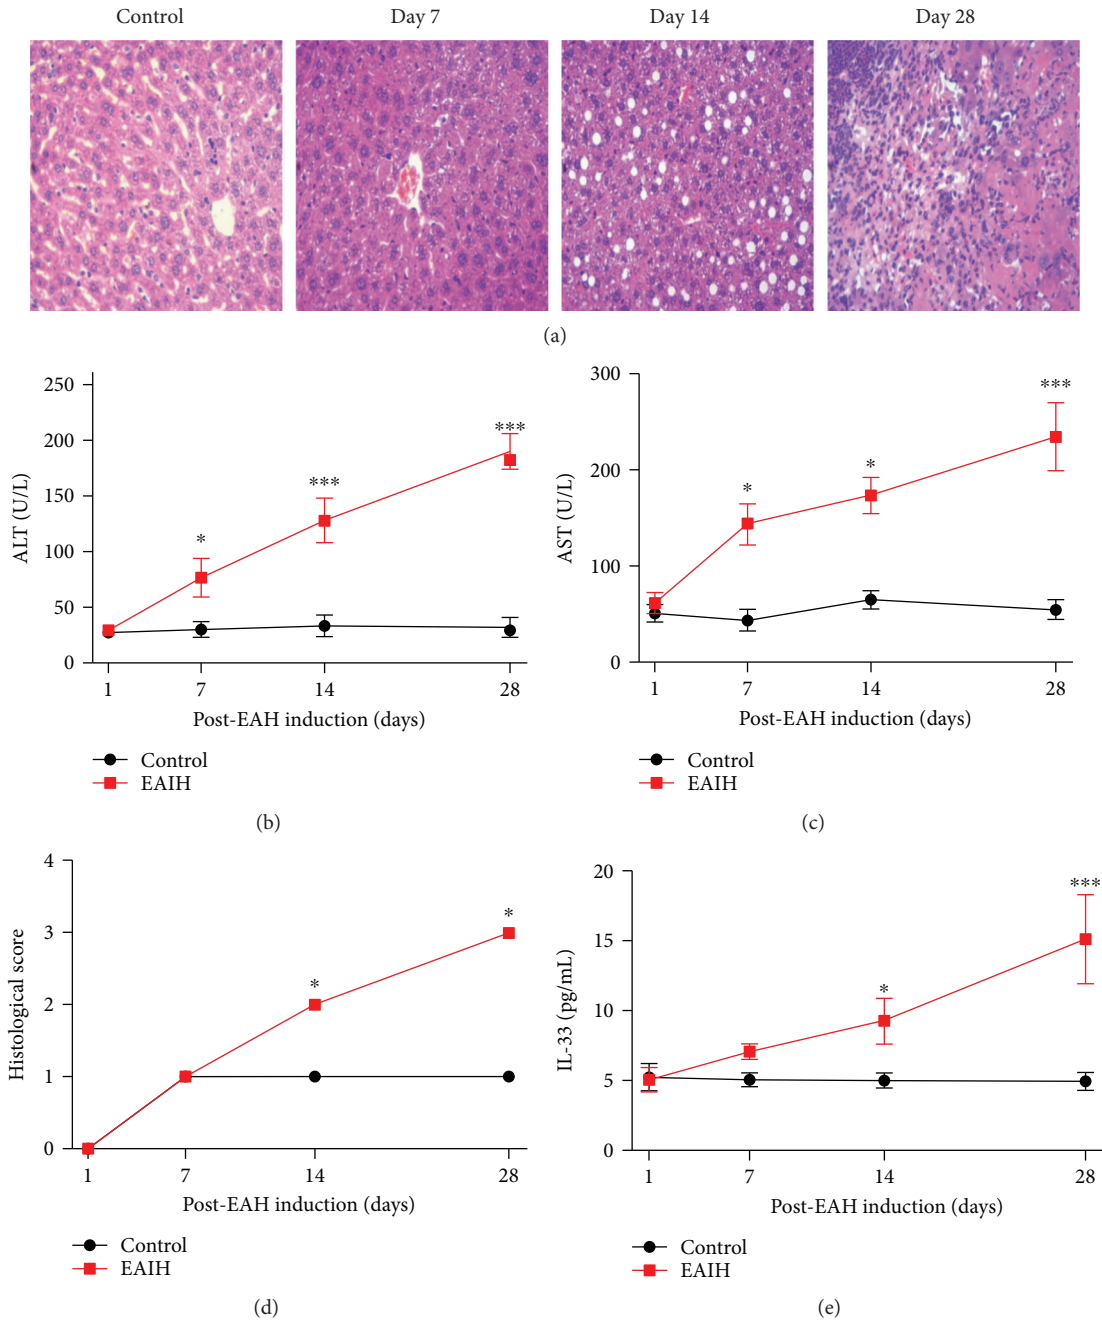 Control Day 7 Day 14 Day 28
(a)
250
200
150
100
50
0
ALT (U/L)
*
***
***
1 7 14 28
Post-EAH induction (days)
Control
EAIH
(b)
300
200
100
0
AST (U/L)
*
*
***
1 7 14 28
Post-EAH induction (days)
Control
EAIH
(c)
4
3
2
1
0
Histological score
*
*
1 7 14 28
Post-EAH induction (days)
Control
EAIH
(d)
20
15
10
5
0
IL-33 (pg/mL)
*
***
1 7 14 28
Post-EAH induction (days)
Control
EAIH
(e)